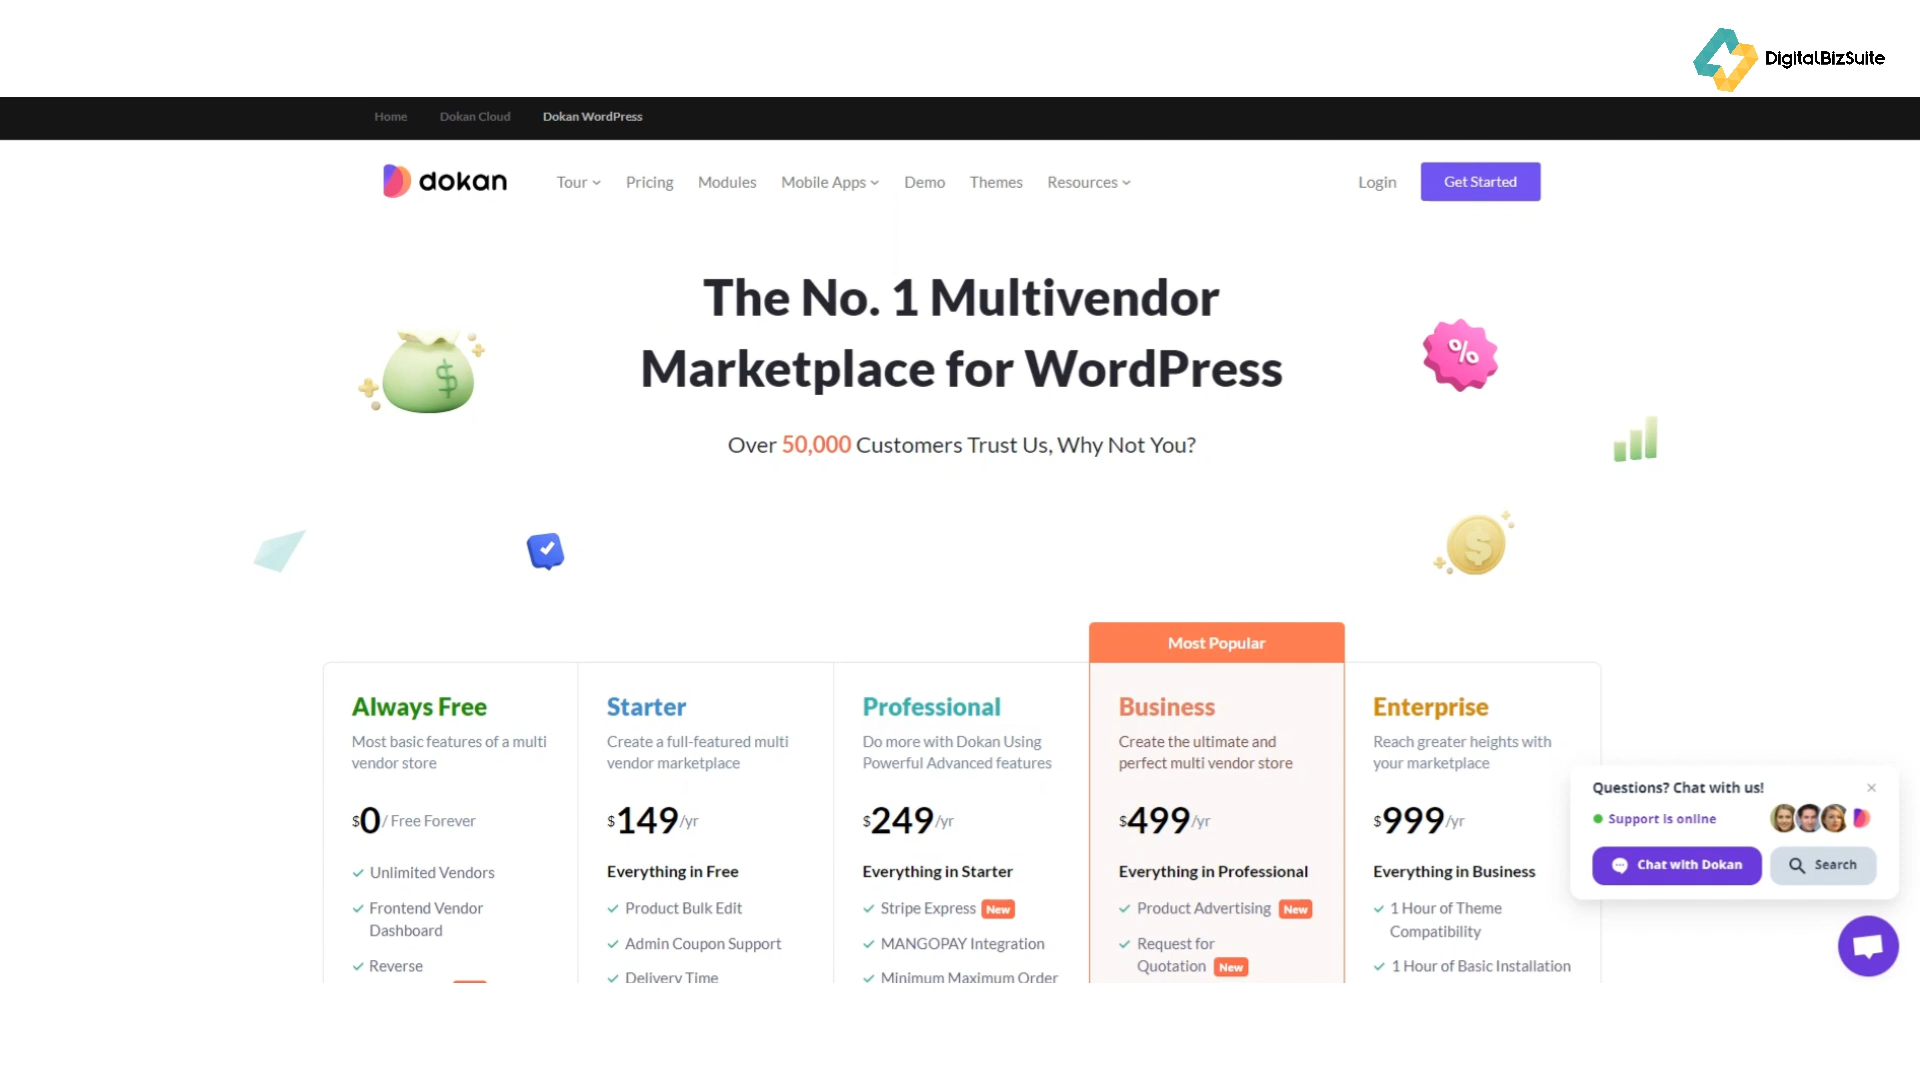 DigitalBizSuite
Home Dokan Cloud Dokan WordPress
dokan Tour Pricing Modules Mobile Apps Demo Themes Resources Login Get Started
The No. 1 Multivendor
Marketplace for WordPress
Over 50,000 Customers Trust Us, Why Not You?
Most Popular
Always Free
Most basic features of a multi
vendor store
$0/ Free Forever
Unlimited Vendors
Frontend Vendor
Dashboard
Reverse
Starter
Create a full-featured multi
vendor marketplace
$149/yr
Everything in Free
Product Bulk Edit
Admin Coupon Support
Delivery Time
Professional
Do more with Dokan Using
Powerful Advanced features
$249/yr
Everything in Starter
Stripe Express New
MANGOPAY Integration
Minimum Maximum Order
Business
Create the ultimate and
perfect multi vendor store
$499/yr
Everything in Professional
Product Advertising New
Request for
Quotation New
Enterprise
Reach greater heights with
your marketplace
$999/yr
Everything in Business
1 Hour of Theme
Compatibility
1 Hour of Basic Installation
Questions? Chat with us!
Support is online
Chat with Dokan Search